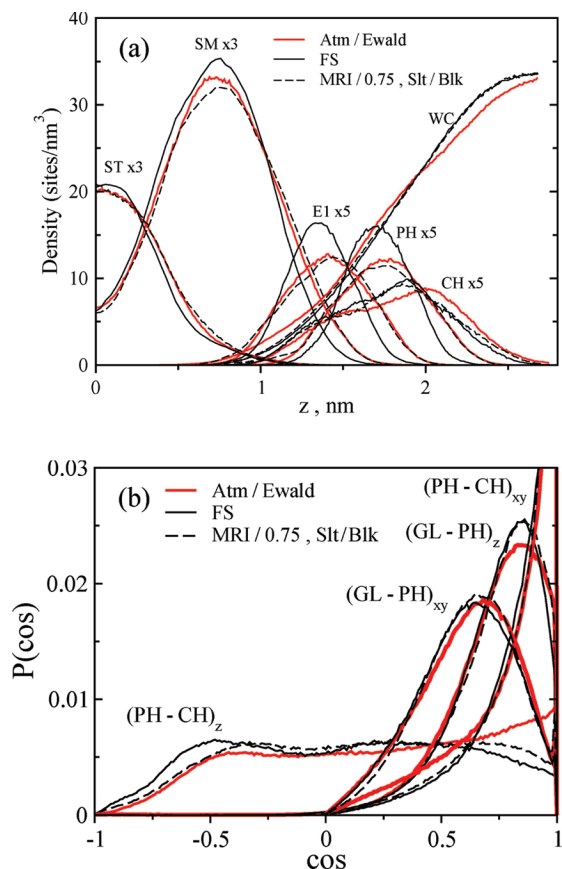 (a)
Atm / Ewald
FS
MRI / 0.75 , Slt / Blk
SM x3
ST x3
WC
E1 x5
PH x5
CH x5
Density (sites/nm³)
40
30
20
10
0
0 1 2
z , nm
(b)
Atm / Ewald
FS
MRI / 0.75 , Slt / Blk
(PH - CH)xy
(GL - PH)z
(GL - PH)xy
(PH - CH)z
P(cos)
0.03
0.02
0.01
0
-1 -0.5 0 0.5 1
cos